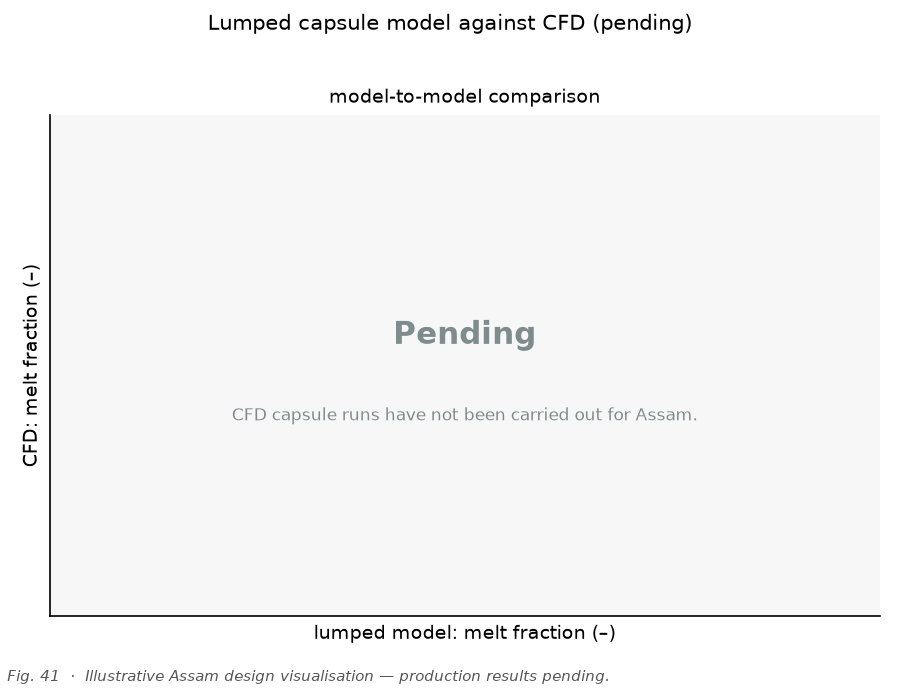 Lumped capsule model against CFD (pending)
model-to-model comparison
CFD: melt fraction (–)
Pending
CFD capsule runs have not been carried out for Assam.
lumped model: melt fraction (–)
Fig. 41 · Illustrative Assam design visualisation — production results pending.